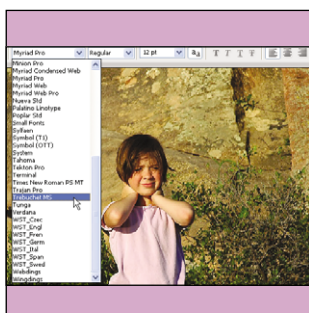 Myriad Pro Regular 12 pt
Minion Pro
Myriad Condensed Web
Myriad Pro
Myriad Web
Myriad Web Pro
Nueva Std
Palatino Linotype
Poplar Std
Small Fonts
Sylfaen
Symbol (T1)
Symbol (OTT)
System
Tahoma
Tekton Pro
Terminal
Times New Roman PS MT
Trajan Pro
Trebuchet MS
Tunga
Verdana
WST_Czec
WST_Engl
WST_Fren
WST_Germ
WST_Ital
WST_Span
WST_Swed
Webdings
Wingdings